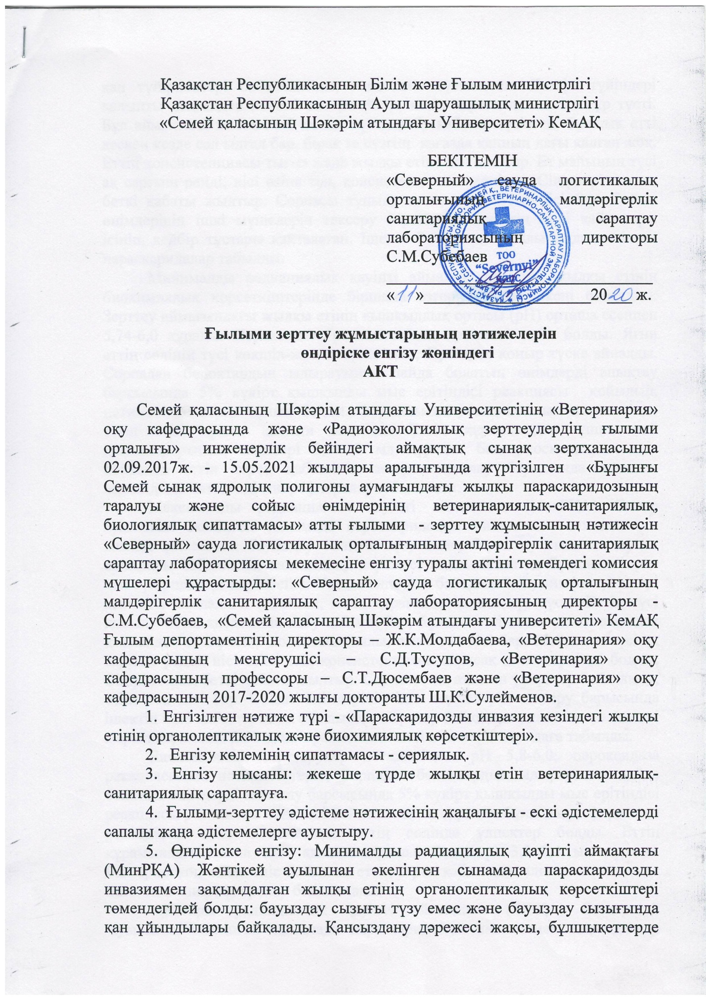 Қазақстан Республикасының Білім және Ғылым министрлігі
Қазақстан Республикасының Ауыл шаруашылық министрлігі
«Семей қаласының Шәкәрім атындағы Университеті» КемАҚ
БЕКІТЕМІН
«Северный» сауда логистикалық
орталығының малдәрігерлік
санитариялық сараптау
лабораториясының директоры
С.М.Субебаев
ТОО
“Severnyi”
«11»____________________2020 ж.
Ғылыми зерттеу жұмыстарының нәтижелерін
өндіріске енгізу жөніндегі
АКТ
Семей қаласының Шәкәрім атындағы Университетінің «Ветеринария»
оқу кафедрасында және «Радиоэкологиялық зерттеулердің ғылыми
орталығы» инженерлік бейіндегі аймақтық сынақ зертханасында
02.09.2017ж. - 15.05.2021 жылдары аралығында жүргізілген «Бұрынғы
Семей сынақ ядролық полигоны аумағындағы жылқы параскаридозының
таралуы және сойыс өнімдерінің ветеринариялық-санитариялық,
биологиялық сипаттамасы» атты ғылыми - зерттеу жұмысының нәтижесін
«Северный» сауда логистикалық орталығының малдәрігерлік санитариялық
сараптау лабораториясы мекемесіне енгізу туралы актіні төмендегі комиссия
мүшелері құрастырды: «Северный» сауда логистикалық орталығының
малдәрігерлік санитариялық сараптау лабораториясының директоры -
С.М.Субебаев, «Семей қаласының Шәкәрім атындағы университеті» КемАҚ
Ғылым депортаментінің директоры – Ж.К.Молдабаева, «Ветеринария» оқу
кафедрасының меңгерушісі – С.Д.Тусупов, «Ветеринария» оқу
кафедрасының профессоры – С.Т.Дюсембаев және «Ветеринария» оқу
кафедрасының 2017-2020 жылғы докторанты Ш.К.Сулейменов.
1. Енгізілген нәтиже түрі - «Параскаридозды инвазия кезіндегі жылқы
етінің органолептикалық және биохимиялық көрсеткіштері».
2. Енгізу көлемінің сипаттамасы - сериялық.
3. Енгізу нысаны: жекеше түрде жылқы етін ветеринариялық-
санитариялық сараптауға.
4. Ғылыми-зерттеу әдістеме нәтижесінің жаңалығы - ескі әдістемелерді
сапалы жаңа әдістемелерге ауыстыру.
5. Өндіріске енгізу: Минималды радиациялық қауіпті аймақтағы
(МинРҚА) Жәнтікей ауылынан әкелінген сынамада параскаридозды
инвазиямен зақымдалған жылқы етінің органолептикалық көрсеткіштері
төмендегідей болды: бауыздау сызығы түзу емес және бауыздау сызығында
қан ұйындылары байқалады. Қансыздану дәрежесі жақсы, бұлшықеттерде